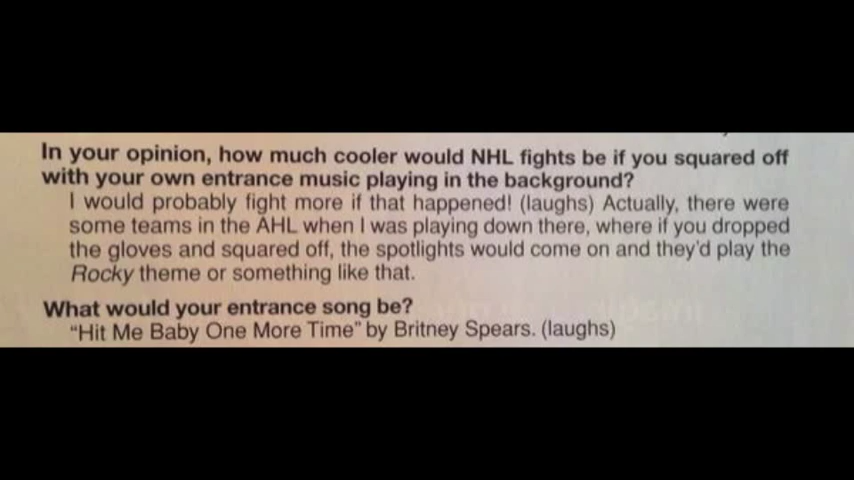 In your opinion, how much cooler would NHL fights be if you squared off
with your own entrance music playing in the background?
I would probably fight more if that happened! (laughs) Actually, there were
some teams in the AHL when I was playing down there, where if you dropped
the gloves and squared off, the spotlights would come on and they'd play the
Rocky theme or something like that.
What would your entrance song be?
“Hit Me Baby One More Time” by Britney Spears. (laughs)